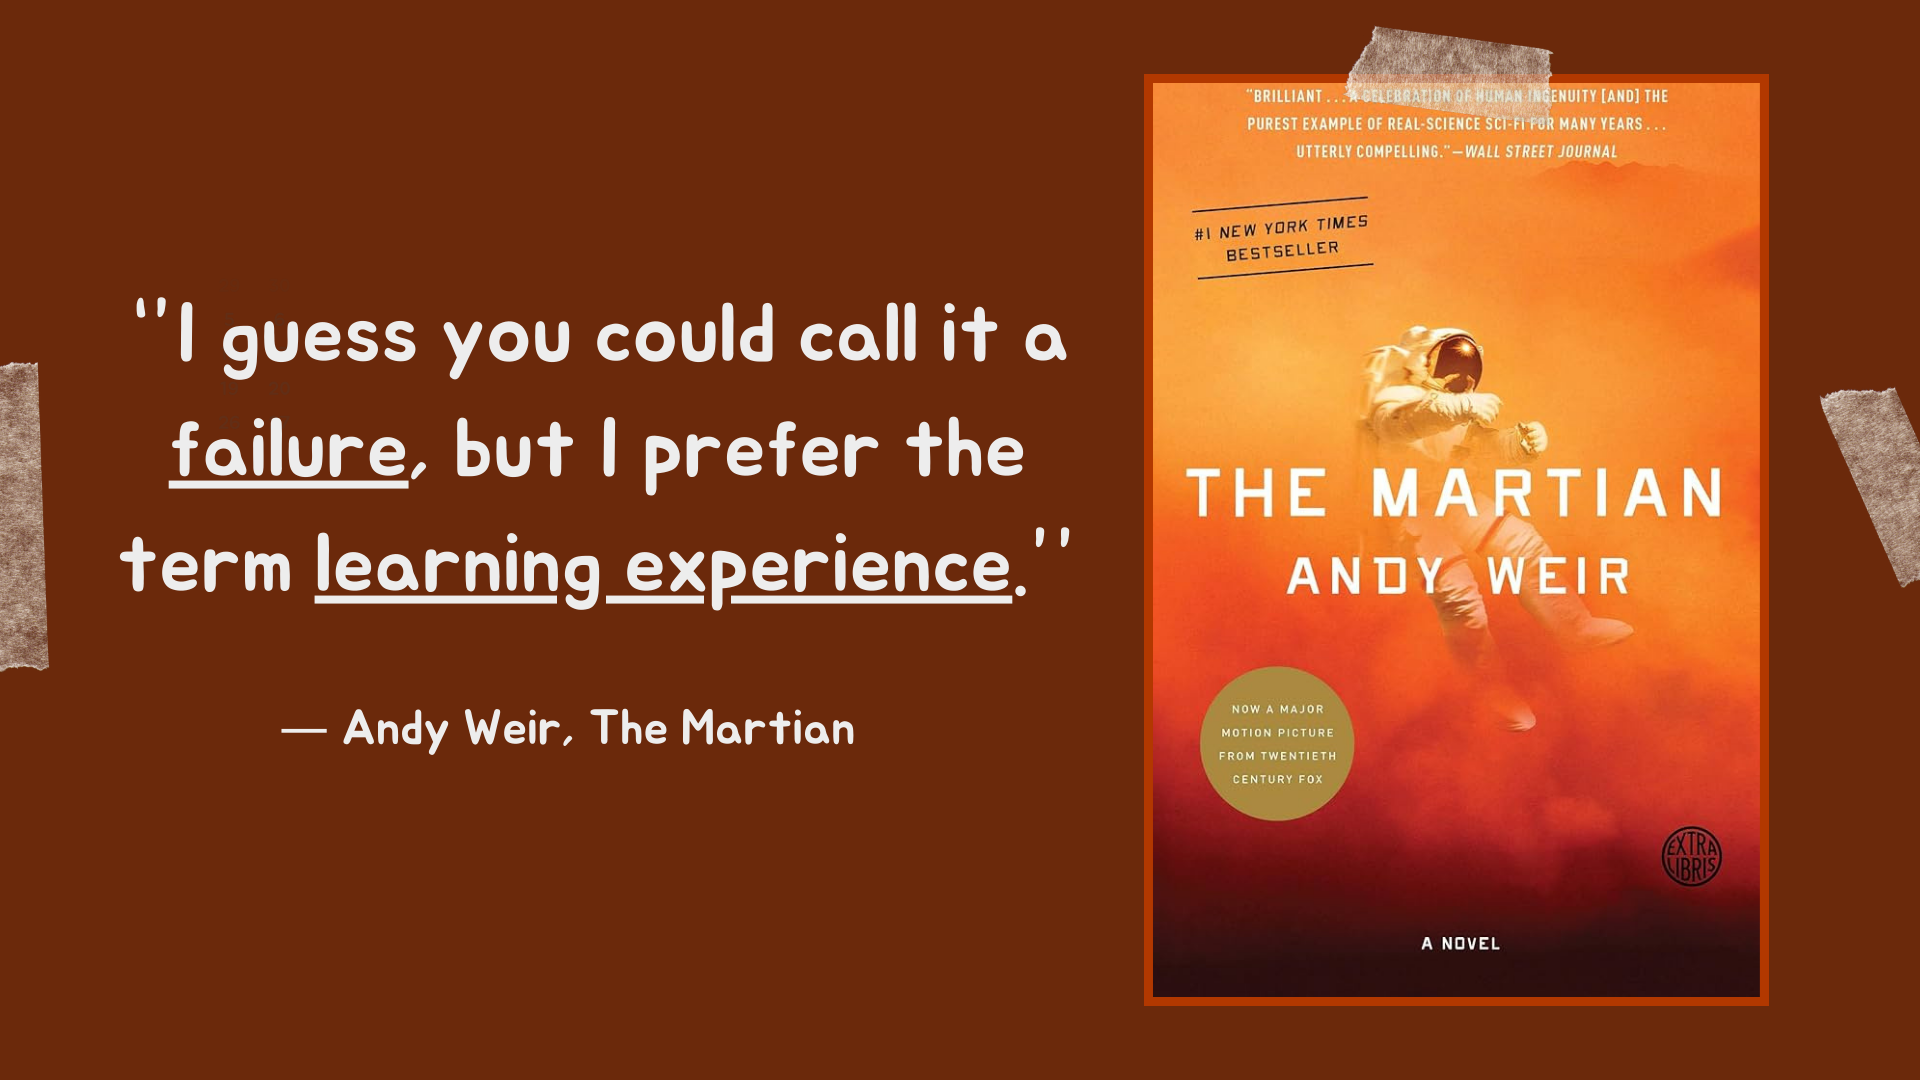 "I guess you could call it a
failure, but I prefer the
term learning experience."
— Andy Weir, The Martian
"BRILLIANT . . . A CELEBRATION OF HUMAN INGENUITY [AND] THE
PUREST EXAMPLE OF REAL-SCIENCE SCI-FI FOR MANY YEARS . . .
UTTERLY COMPELLING."—WALL STREET JOURNAL
#1 NEW YORK TIMES
BESTSELLER
THE MARTIAN
ANDY WEIR
NOW A MAJOR
MOTION PICTURE
FROM TWENTIETH
CENTURY FOX
EXTRA
LIBRIS
A NOVEL